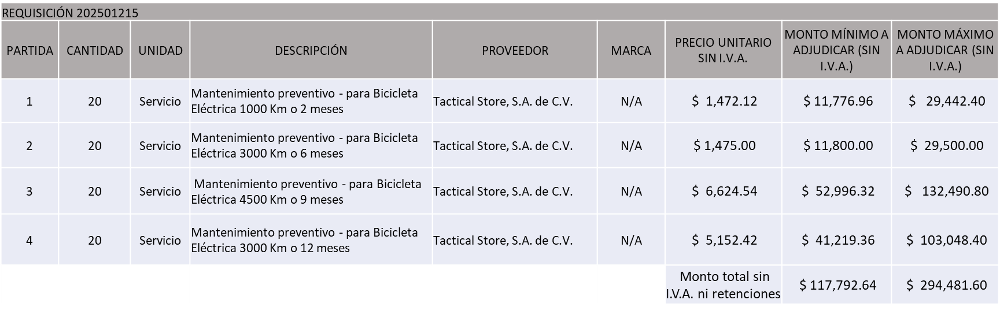 REQUISICIÓN 202501215
PARTIDA CANTIDAD UNIDAD DESCRIPCIÓN PROVEEDOR MARCA PRECIO UNITARIO SIN I.V.A. MONTO MÍNIMO A ADJUDICAR (SIN I.V.A.) MONTO MÁXIMO A ADJUDICAR (SIN I.V.A.)
1 20 Servicio Mantenimiento preventivo - para Bicicleta Eléctrica 1000 Km o 2 meses Tactical Store, S.A. de C.V. N/A $ 1,472.12 $ 11,776.96 $ 29,442.40
2 20 Servicio Mantenimiento preventivo - para Bicicleta Eléctrica 3000 Km o 6 meses Tactical Store, S.A. de C.V. N/A $ 1,475.00 $ 11,800.00 $ 29,500.00
3 20 Servicio Mantenimiento preventivo - para Bicicleta Eléctrica 4500 Km o 9 meses Tactical Store, S.A. de C.V. N/A $ 6,624.54 $ 52,996.32 $ 132,490.80
4 20 Servicio Mantenimiento preventivo - para Bicicleta Eléctrica 3000 Km o 12 meses Tactical Store, S.A. de C.V. N/A $ 5,152.42 $ 41,219.36 $ 103,048.40
Monto total sin I.V.A. ni retenciones $ 117,792.64 $ 294,481.60